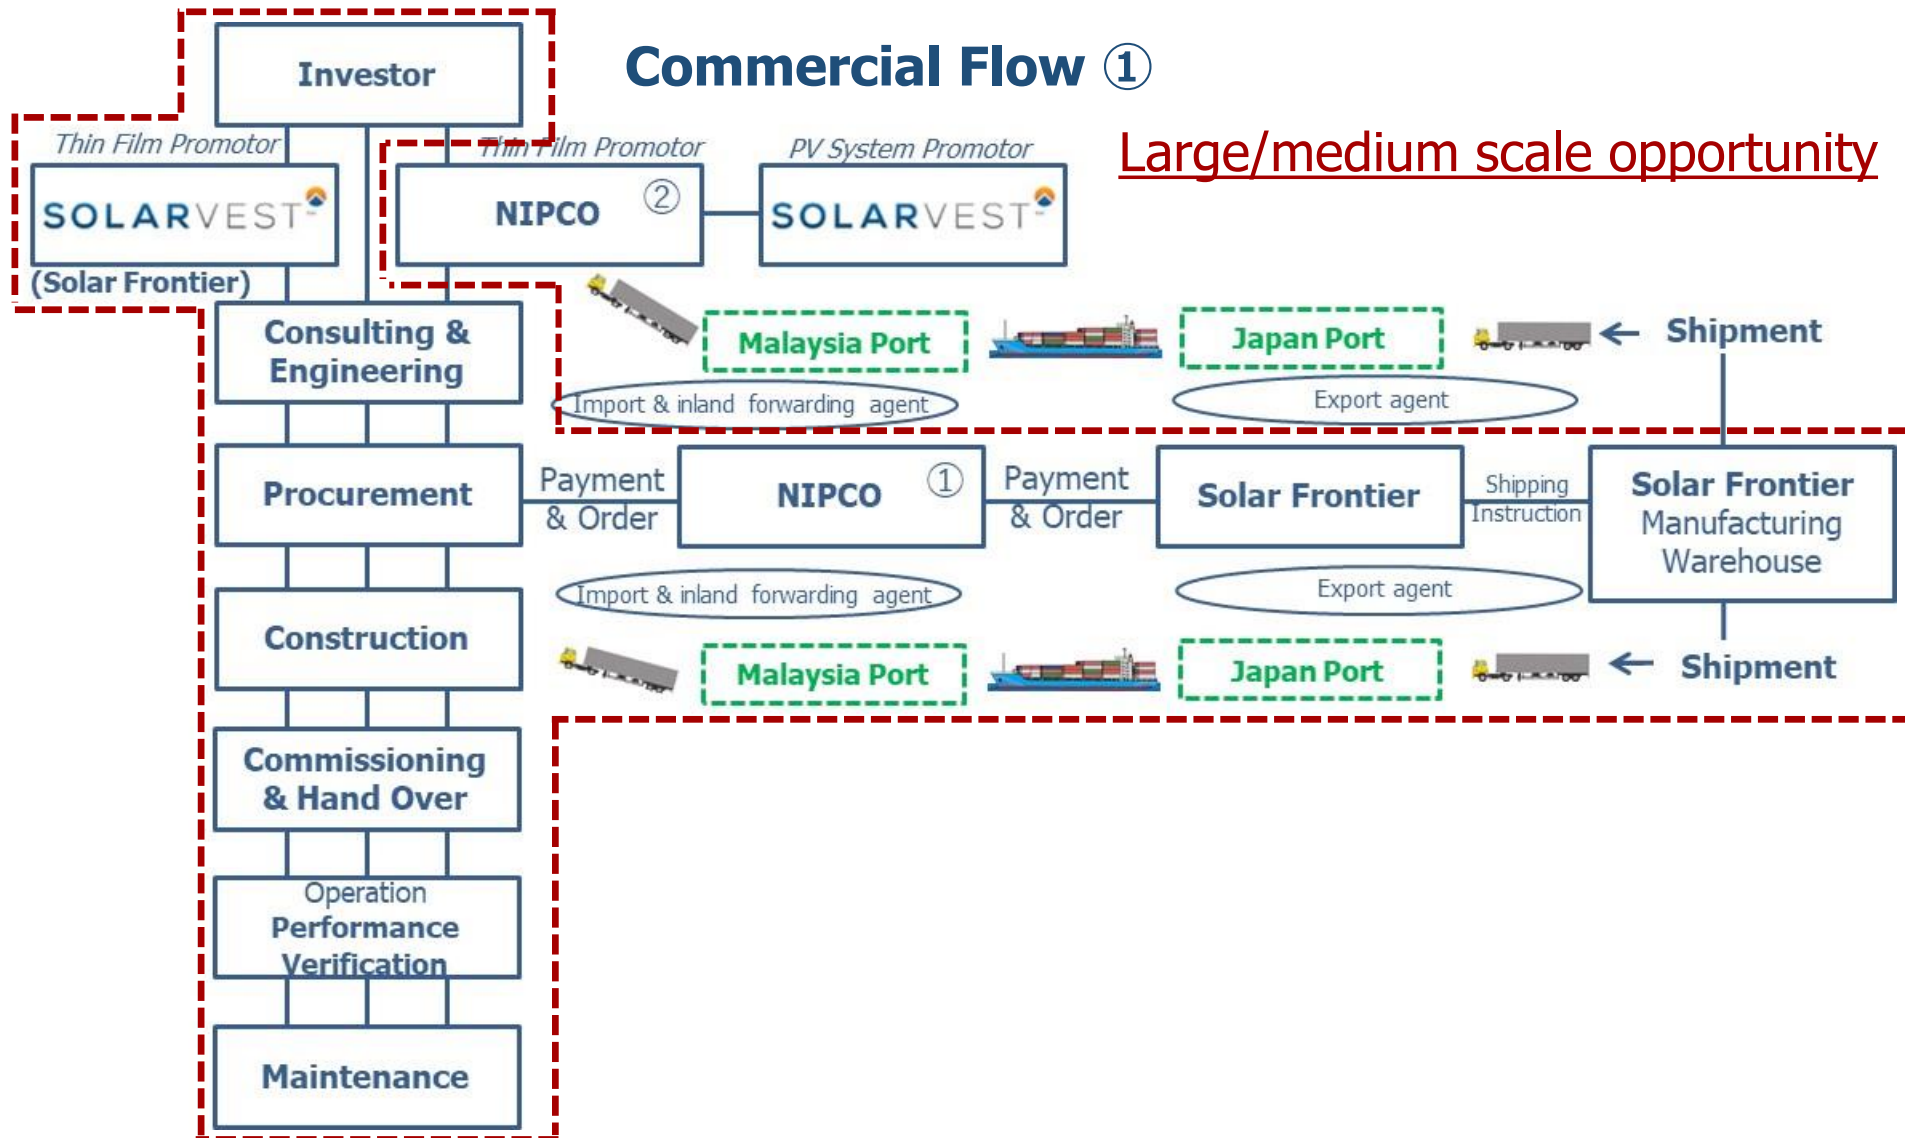 Commercial Flow ①
Large/medium scale opportunity
Investor
Thin Film Promotor
SOLARVEST
(Solar Frontier)
Thin Film Promotor
NIPCO ②
PV System Promotor
SOLARVEST
Consulting &
Engineering
Malaysia Port
Japan Port
Shipment
Import & inland forwarding agent
Export agent
Procurement
Payment
& Order
NIPCO ①
Payment
& Order
Solar Frontier
Shipping
Instruction
Solar Frontier
Manufacturing
Warehouse
Import & inland forwarding agent
Export agent
Construction
Malaysia Port
Japan Port
Shipment
Commissioning
& Hand Over
Operation
Performance
Verification
Maintenance